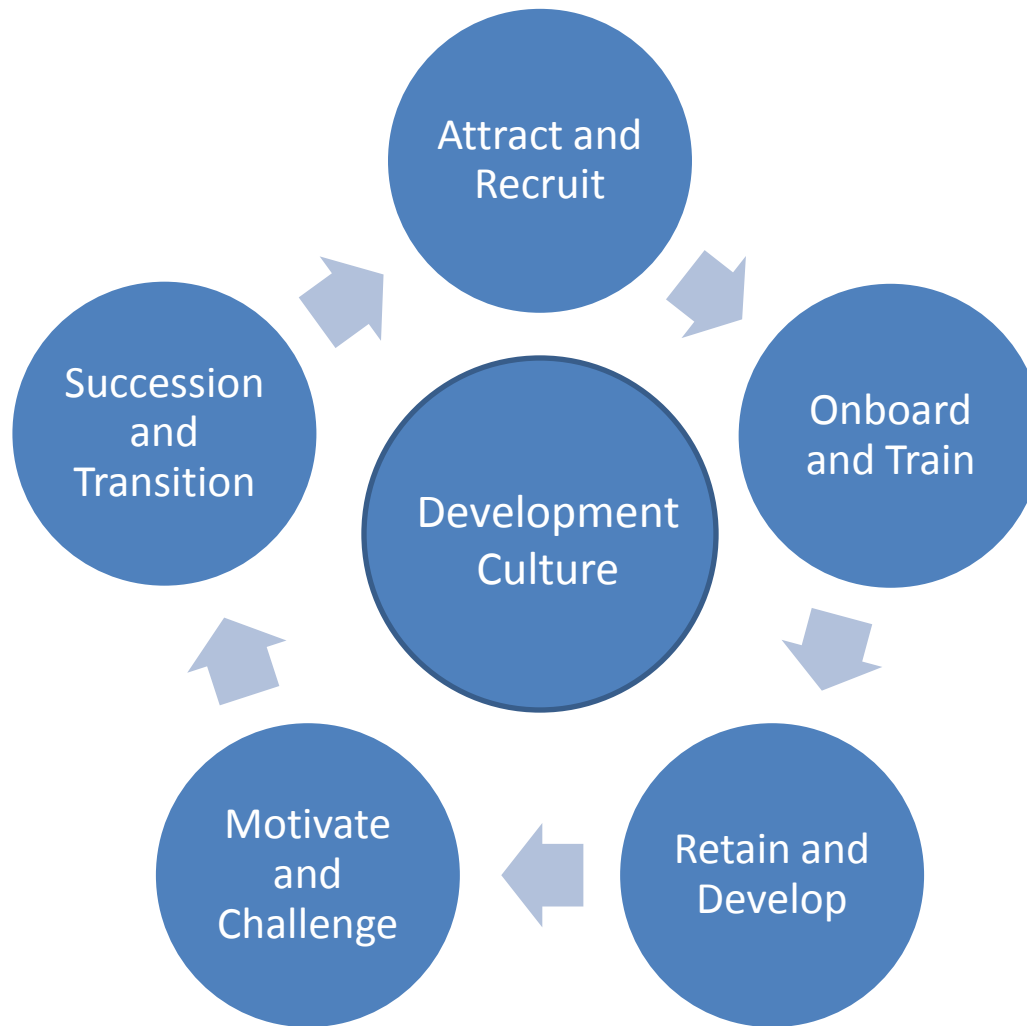 Attract and
Recruit
Onboard
and Train
Retain and
Develop
Motivate
and
Challenge
Succession
and
Transition
Development
Culture